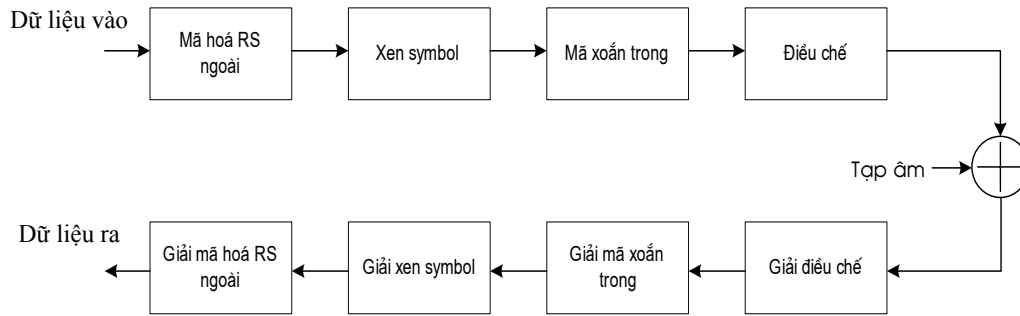 Dữ liệu vào
Mã hoá RS
ngoài
Xen symbol
Mã xoắn trong
Điều chế
Tạp âm
Dữ liệu ra
Giải mã hoá RS
ngoài
Giải xen symbol
Giải mã xoắn
trong
Giải điều chế